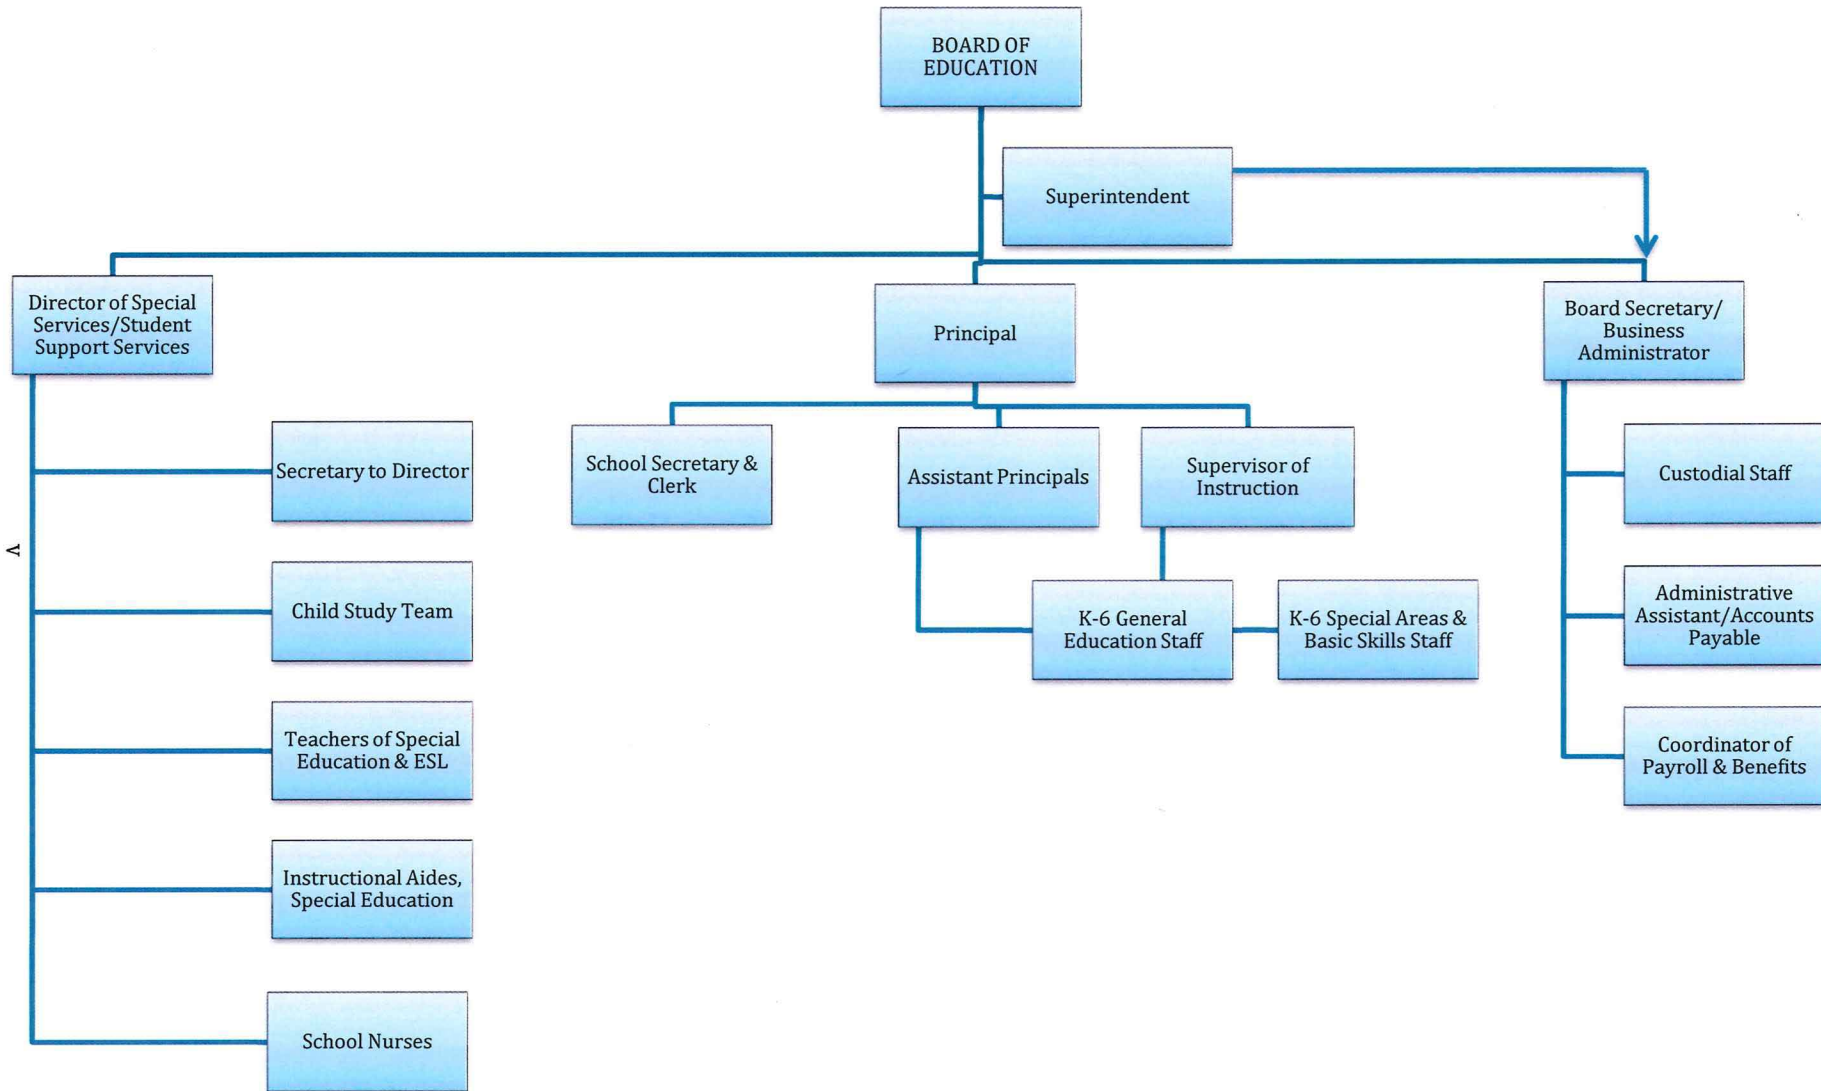 BOARD OF
EDUCATION
Superintendent
Director of Special
Services/Student
Support Services
Principal
Board Secretary/
Business
Administrator
Secretary to Director
School Secretary &
Clerk
Assistant Principals
Supervisor of
Instruction
Custodial Staff
V
Child Study Team
K-6 General
Education Staff
K-6 Special Areas &
Basic Skills Staff
Administrative
Assistant/Accounts
Payable
Teachers of Special
Education & ESL
Coordinator of
Payroll & Benefits
Instructional Aides,
Special Education
School Nurses